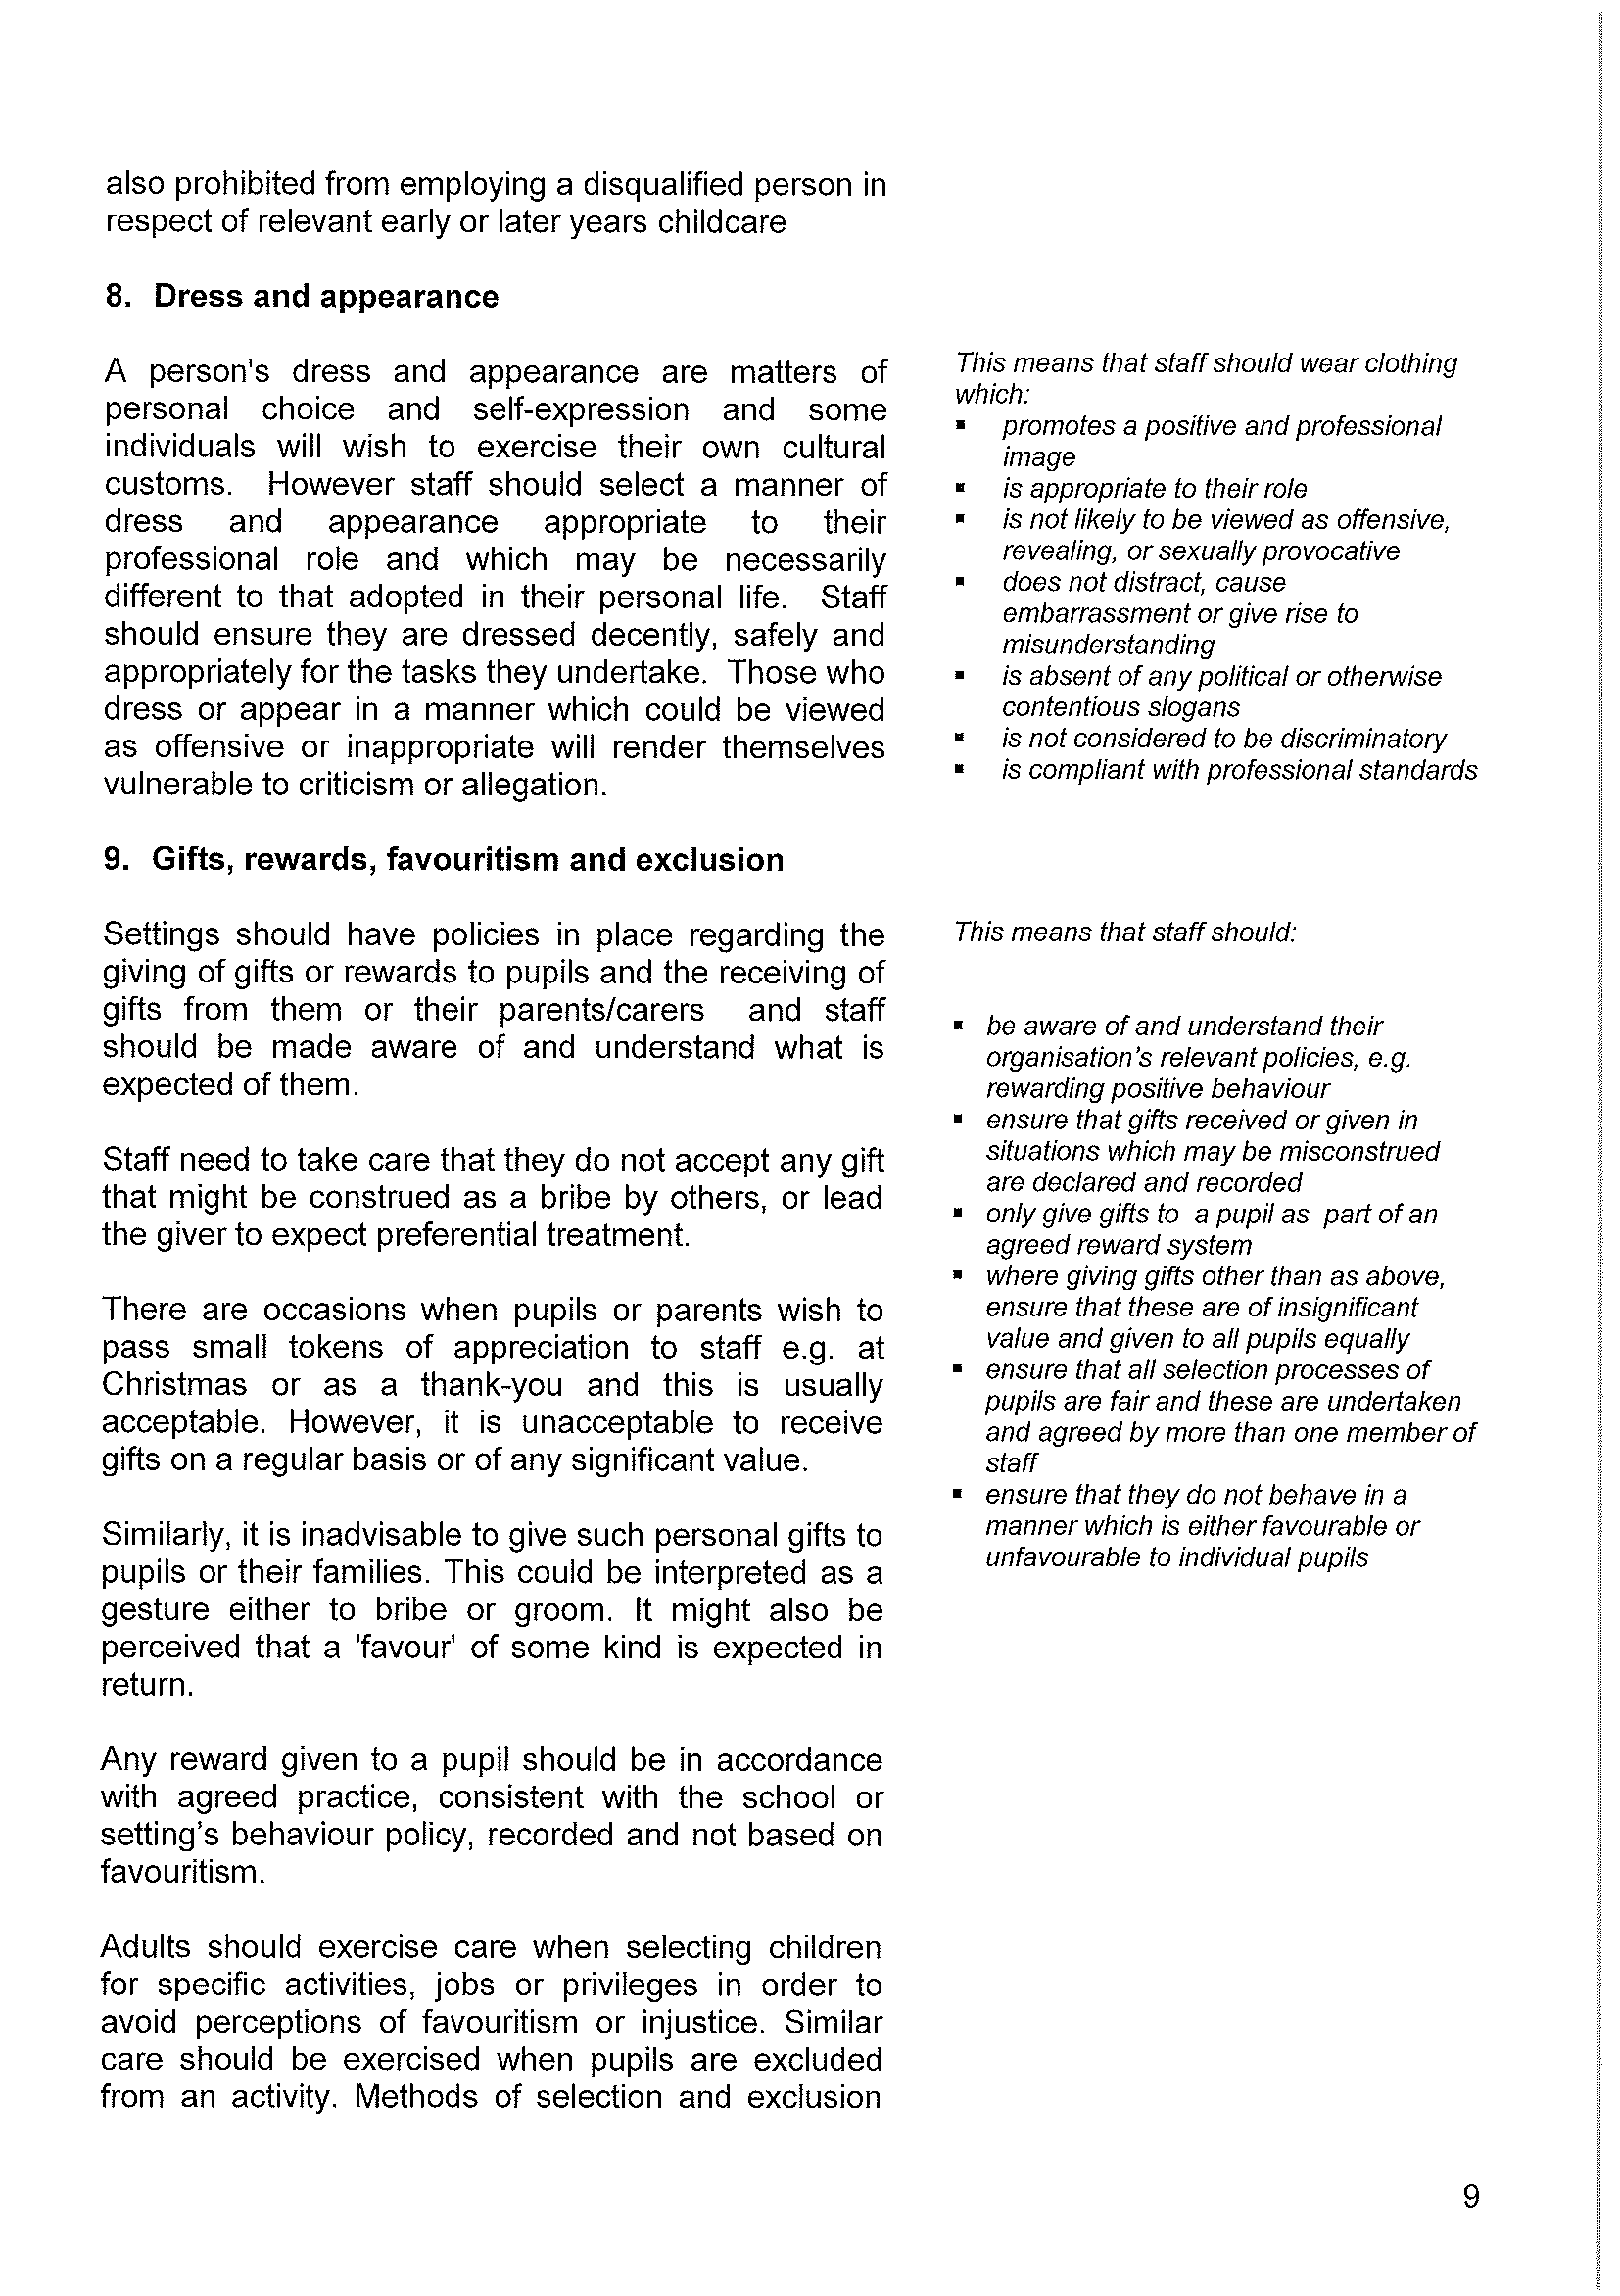 also prohibited from employing a disqualified person in
respect of relevant early or later years childcare
8. Dress and appearance
A person's dress and appearance are matters of
personal choice and self-expression and some
individuals will wish to exercise their own cultural
customs. However staff should select a manner of
dress and appearance appropriate to their
professional role and which may be necessarily
different to that adopted in their personal life. Staff
should ensure they are dressed decently, safely and
appropriately for the tasks they undertake. Those who
dress or appear in a manner which could be viewed
as offensive or inappropriate will render themselves
vulnerable to criticism or allegation.
This means that staff should wear clothing
which:
▪ promotes a positive and professional
image
▪ is appropriate to their role
▪ is not likely to be viewed as offensive,
revealing, or sexually provocative
▪ does not distract, cause
embarrassment or give rise to
misunderstanding
▪ is absent of any political or otherwise
contentious slogans
▪ is not considered to be discriminatory
▪ is compliant with professional standards
9. Gifts, rewards, favouritism and exclusion
Settings should have policies in place regarding the
giving of gifts or rewards to pupils and the receiving of
gifts from them or their parents/carers and staff
should be made aware of and understand what is
expected of them.
Staff need to take care that they do not accept any gift
that might be construed as a bribe by others, or lead
the giver to expect preferential treatment.
There are occasions when pupils or parents wish to
pass small tokens of appreciation to staff e.g. at
Christmas or as a thank-you and this is usually
acceptable. However, it is unacceptable to receive
gifts on a regular basis or of any significant value.
Similarly, it is inadvisable to give such personal gifts to
pupils or their families. This could be interpreted as a
gesture either to bribe or groom. It might also be
perceived that a 'favour' of some kind is expected in
return.
Any reward given to a pupil should be in accordance
with agreed practice, consistent with the school or
setting's behaviour policy, recorded and not based on
favouritism.
Adults should exercise care when selecting children
for specific activities, jobs or privileges in order to
avoid perceptions of favouritism or injustice. Similar
care should be exercised when pupils are excluded
from an activity. Methods of selection and exclusion
This means that staff should:
▪ be aware of and understand their
organisation's relevant policies, e.g.
rewarding positive behaviour
▪ ensure that gifts received or given in
situations which may be misconstrued
are declared and recorded
▪ only give gifts to a pupil as part of an
agreed reward system
▪ where giving gifts other than as above,
ensure that these are of insignificant
value and given to all pupils equally
▪ ensure that all selection processes of
pupils are fair and these are undertaken
and agreed by more than one member of
staff
▪ ensure that they do not behave in a
manner which is either favourable or
unfavourable to individual pupils
9